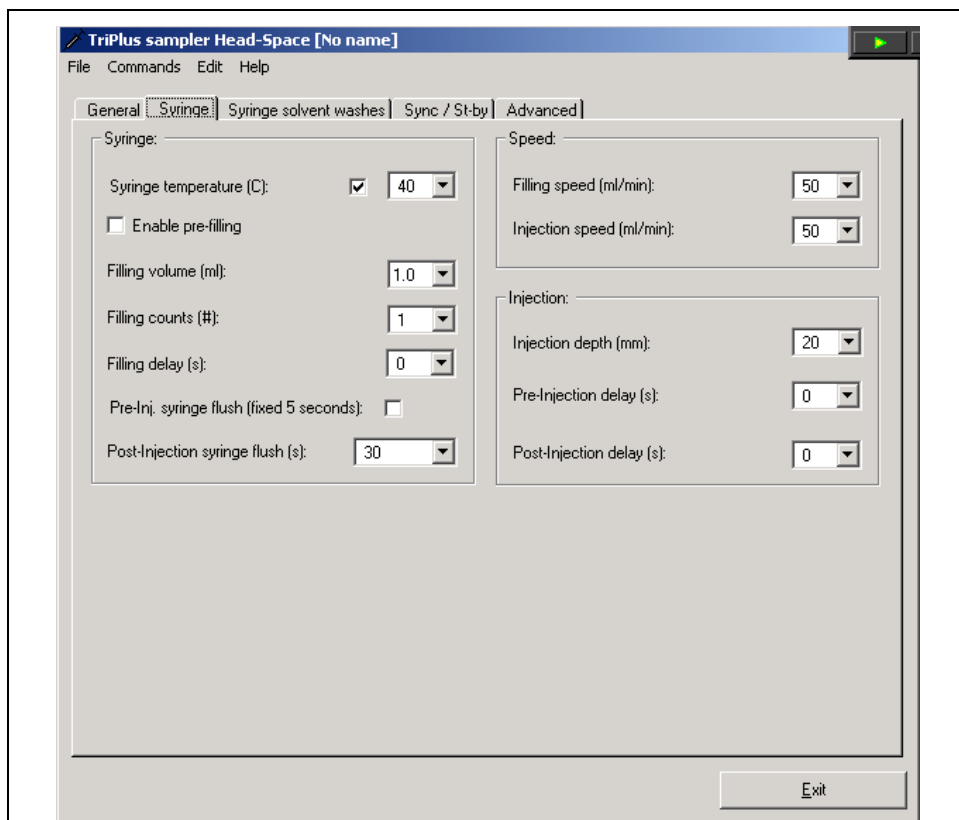 TriPlus sampler Head-Space [No name]
File Commands Edit Help
General Syringe Syringe solvent washes Sync / St-by Advanced
Syringe:
Syringe temperature (C): 40
Enable pre-filling
Filling volume (ml): 1.0
Filling counts (#): 1
Filling delay (s): 0
Pre-Inj. syringe flush (fixed 5 seconds):
Post-Injection syringe flush (s): 30
Speed:
Filling speed (ml/min): 50
Injection speed (ml/min): 50
Injection:
Injection depth (mm): 20
Pre-Injection delay (s): 0
Post-Injection delay (s): 0
Exit